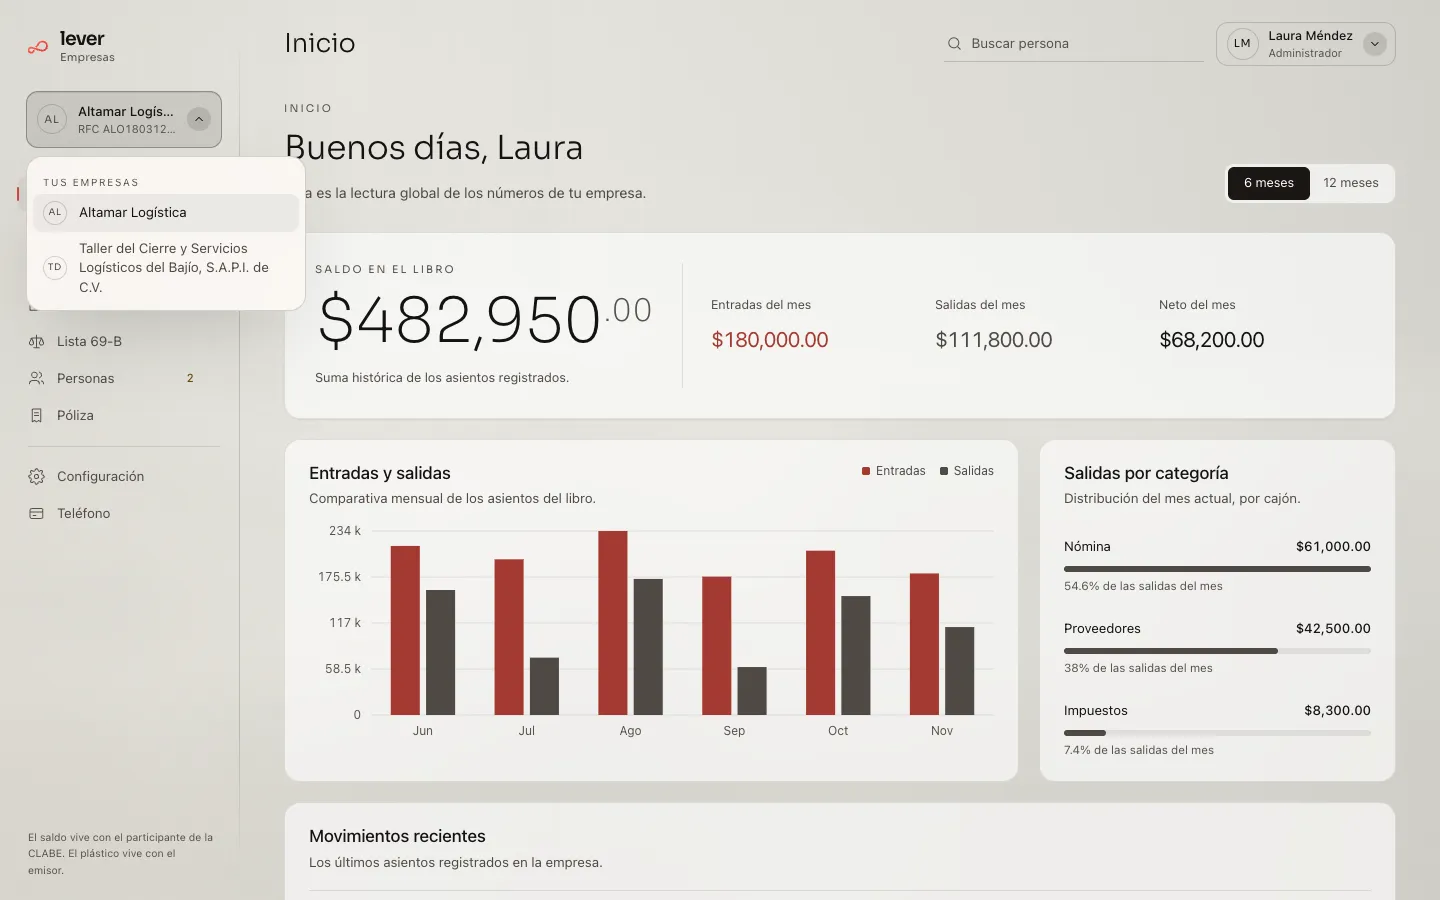 lever
Empresas
Inicio
Buscar persona
LM
Laura Méndez
Administrador
AL
Altamar Logís...
RFC ALO180312...
TUS EMPRESAS
AL
Altamar Logística
TD
Taller del Cierre y Servicios
Logísticos del Bajío, S.A.P.I. de
C.V.
Lista 69-B
Personas
2
Póliza
Configuración
Teléfono
El saldo vive con el participante de la
CLABE. El plástico vive con el
emisor.
INICIO
Buenos días, Laura
a es la lectura global de los números de tu empresa.
6 meses
12 meses
SALDO EN EL LIBRO
$482,950.00
Suma histórica de los asientos registrados.
Entradas del mes
$180,000.00
Salidas del mes
$111,800.00
Neto del mes
$68,200.00
Entradas y salidas
Comparativa mensual de los asientos del libro.
Entradas
Salidas
234 k
175.5 k
117 k
58.5 k
0
Jun
Jul
Ago
Sep
Oct
Nov
Salidas por categoría
Distribución del mes actual, por cajón.
Nómina
$61,000.00
54.6% de las salidas del mes
Proveedores
$42,500.00
38% de las salidas del mes
Impuestos
$8,300.00
7.4% de las salidas del mes
Movimientos recientes
Los últimos asientos registrados en la empresa.